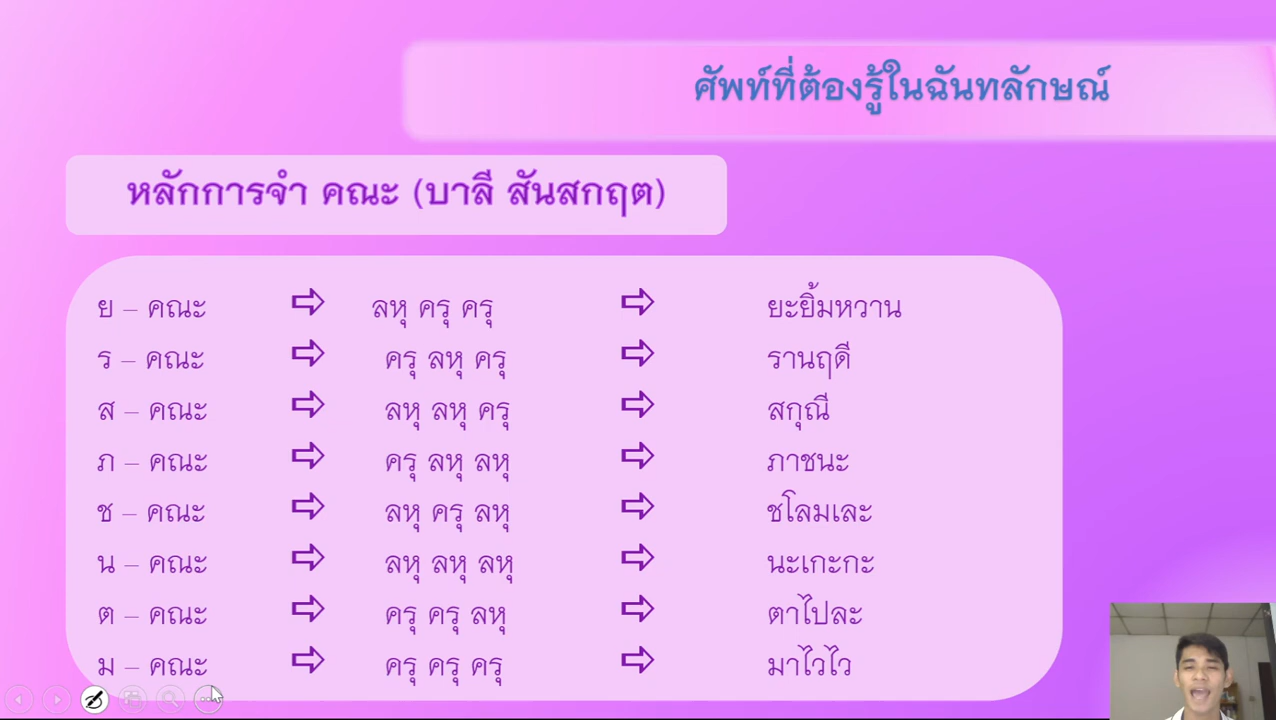 ศัพท์ที่ต้องรู้ในฉันทลักษณ์
หลักการจำ คณะ (บาลี สันสกฤต)
ย – คณะ ⇨ ลหุ ครุ ครุ ⇨ ยะยิ้มหวาน
ร – คณะ ⇨ ครุ ลหุ ครุ ⇨ รานฤดี
ส – คณะ ⇨ ลหุ ลหุ ครุ ⇨ สกุณี
ภ – คณะ ⇨ ครุ ลหุ ลหุ ⇨ ภาชนะ
ช – คณะ ⇨ ลหุ ครุ ลหุ ⇨ ชโลมเละ
น – คณะ ⇨ ลหุ ลหุ ลหุ ⇨ นะเกะกะ
ต – คณะ ⇨ ครุ ครุ ลหุ ⇨ ตาไปละ
ม – คณะ ⇨ ครุ ครุ ครุ ⇨ มาไวไว